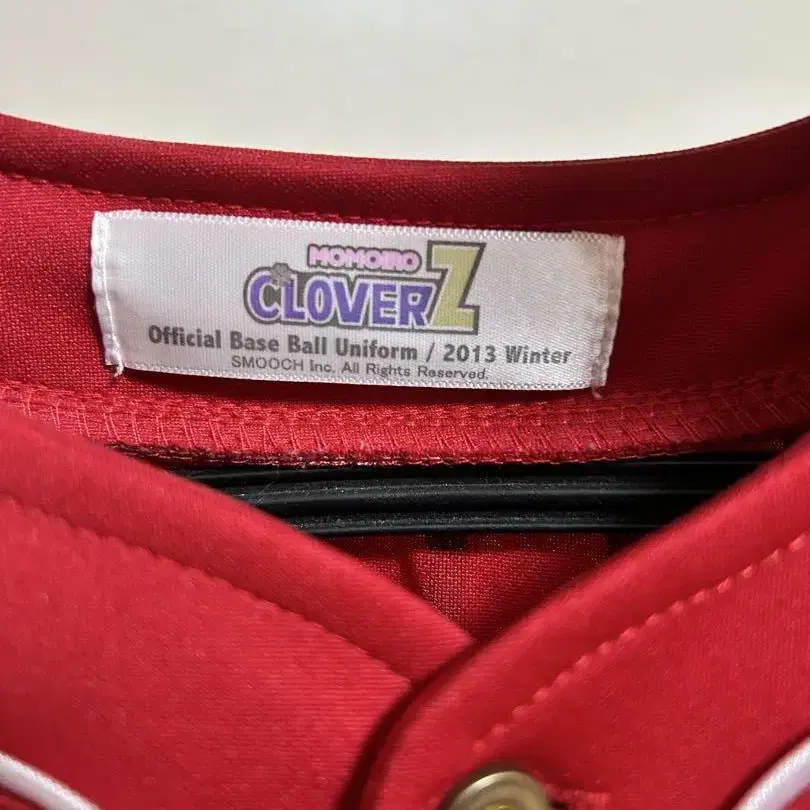 MOMOIRO
CLOVER Z
Official Base Ball Uniform / 2013 Winter
SMOOCH Inc. All Rights Reserved.